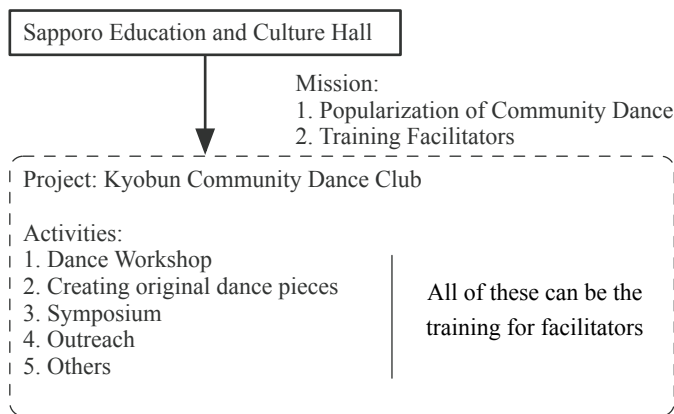 Sapporo Education and Culture Hall
Mission:
1. Popularization of Community Dance
2. Training Facilitators
Project: Kyobun Community Dance Club
Activities:
1. Dance Workshop
2. Creating original dance pieces
3. Symposium
4. Outreach
5. Others
All of these can be the
training for facilitators